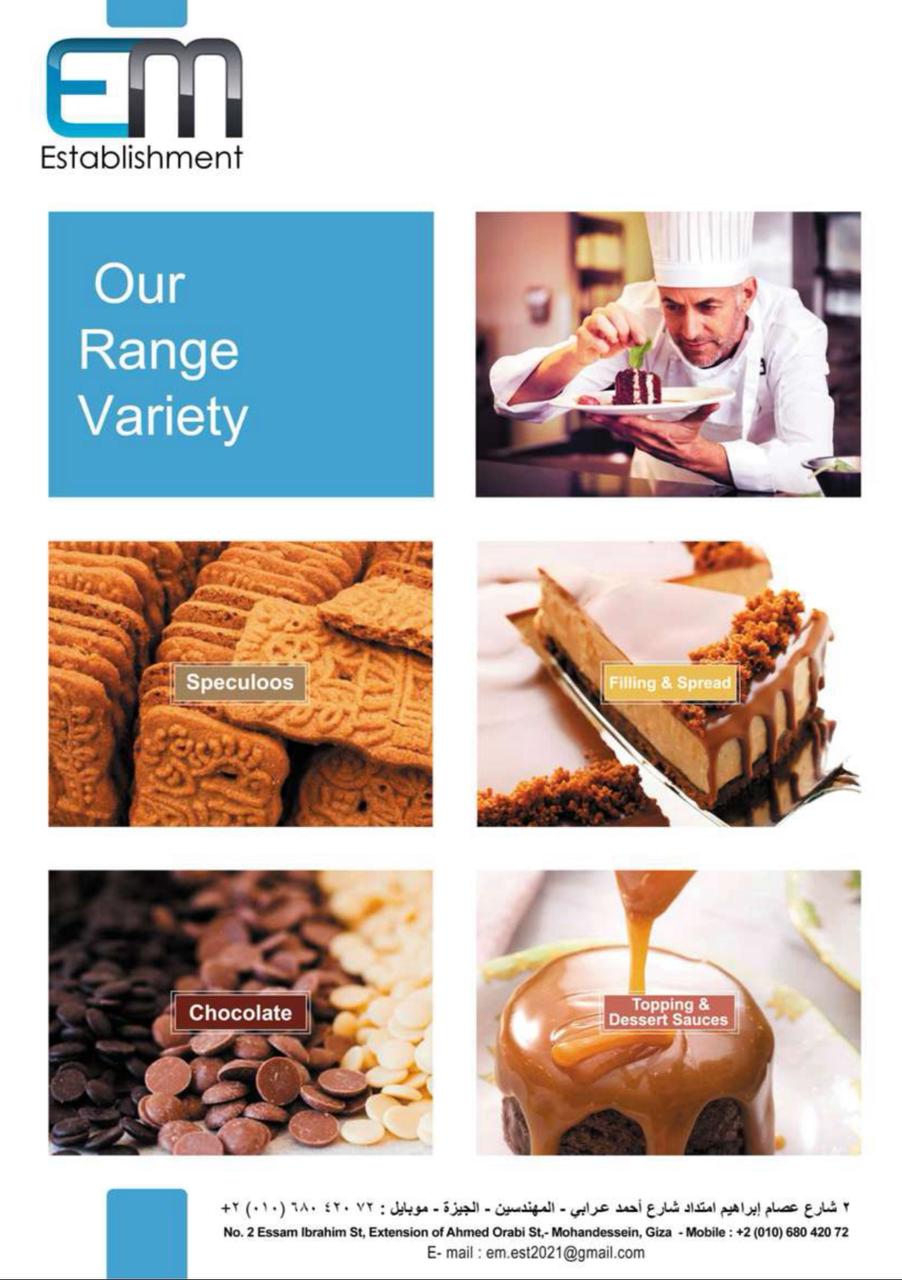 Em
Establishment
Our
Range
Variety
Speculoos
Filling & Spread
Chocolate
Topping &
Dessert Sauces
٢ شارع عصام إبراهيم امتداد شارع أحمد عرابي - المهندسين - الجيزة - موبايل : ٧٢ ٤٢٠ ٦٨٠ (٠١٠) ٢+
No. 2 Essam Ibrahim St, Extension of Ahmed Orabi St,- Mohandessein, Giza - Mobile : +2 (010) 680 420 72
E- mail : em.est2021@gmail.com